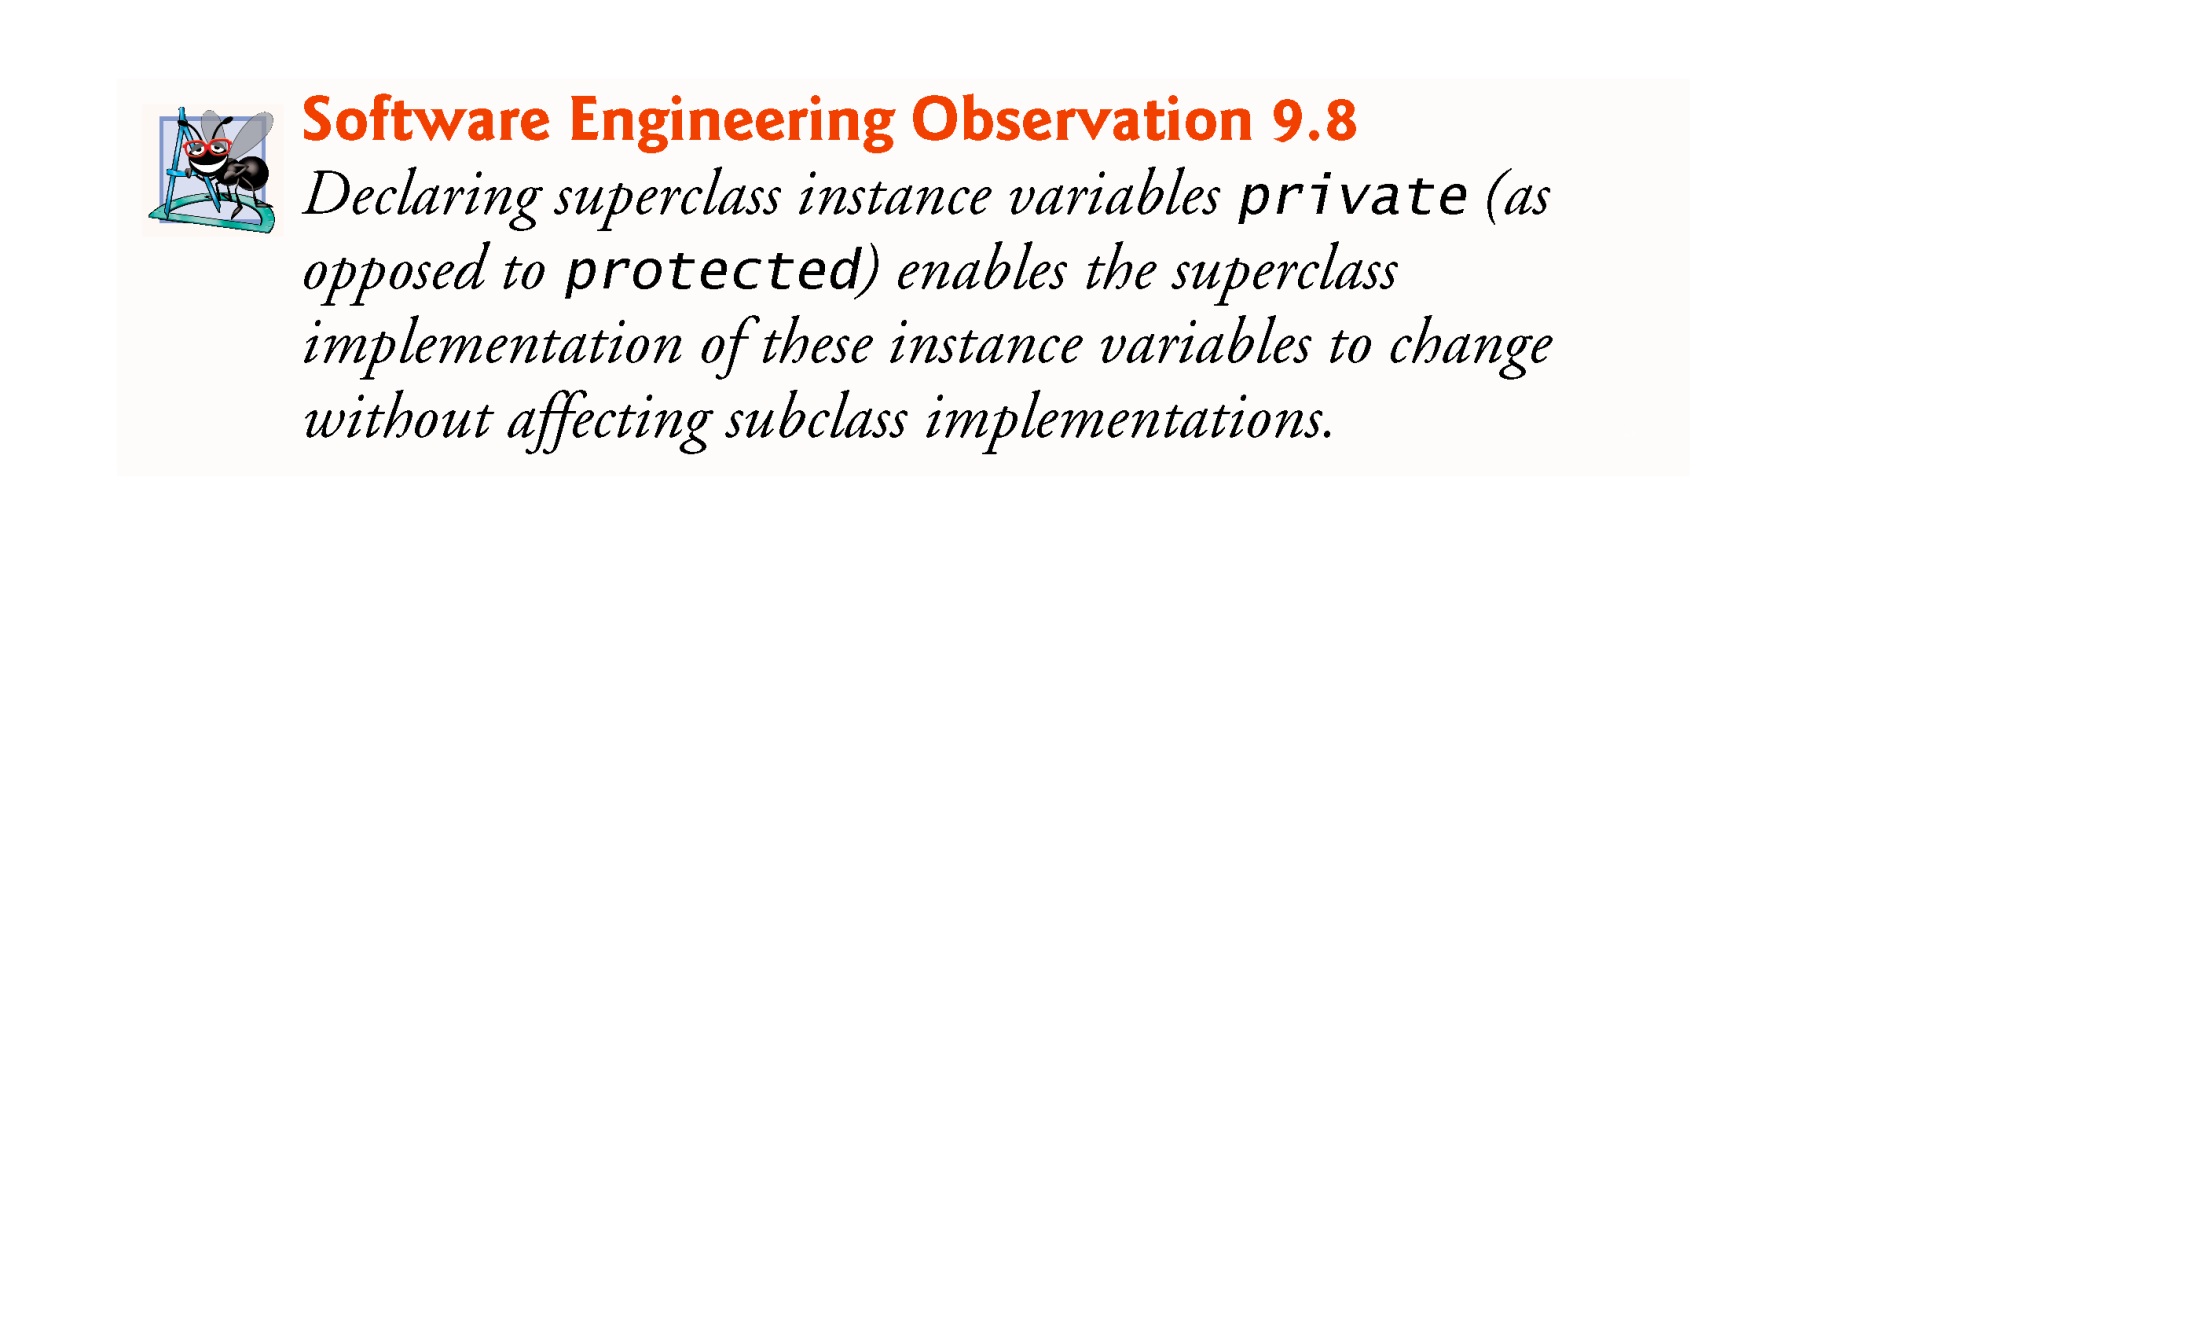 Software Engineering Observation 9.8
Declaring superclass instance variables private (as
opposed to protected) enables the superclass
implementation of these instance variables to change
without affecting subclass implementations.